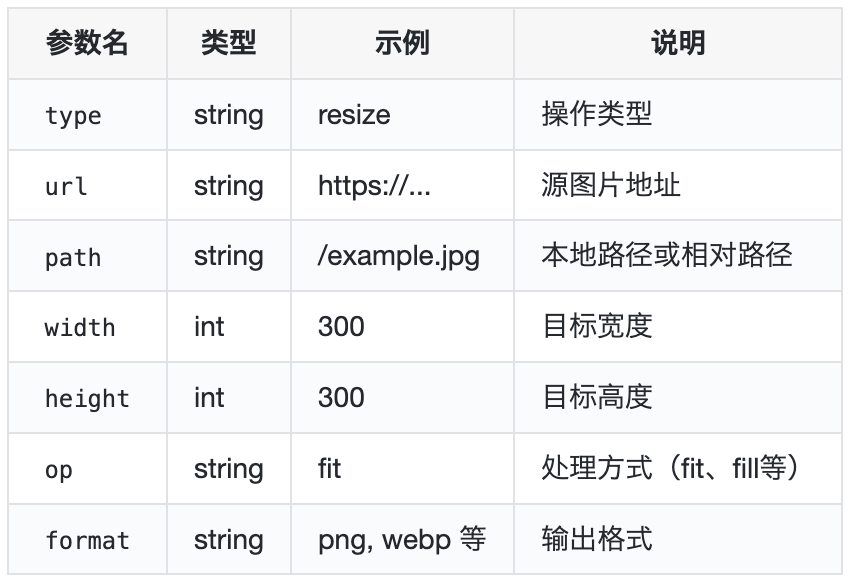 参数名 类型 示例 说明
type string resize 操作类型
url string https://... 源图片地址
path string /example.jpg 本地路径或相对路径
width int 300 目标宽度
height int 300 目标高度
op string fit 处理方式（fit、fill等）
format string png, webp 等 输出格式